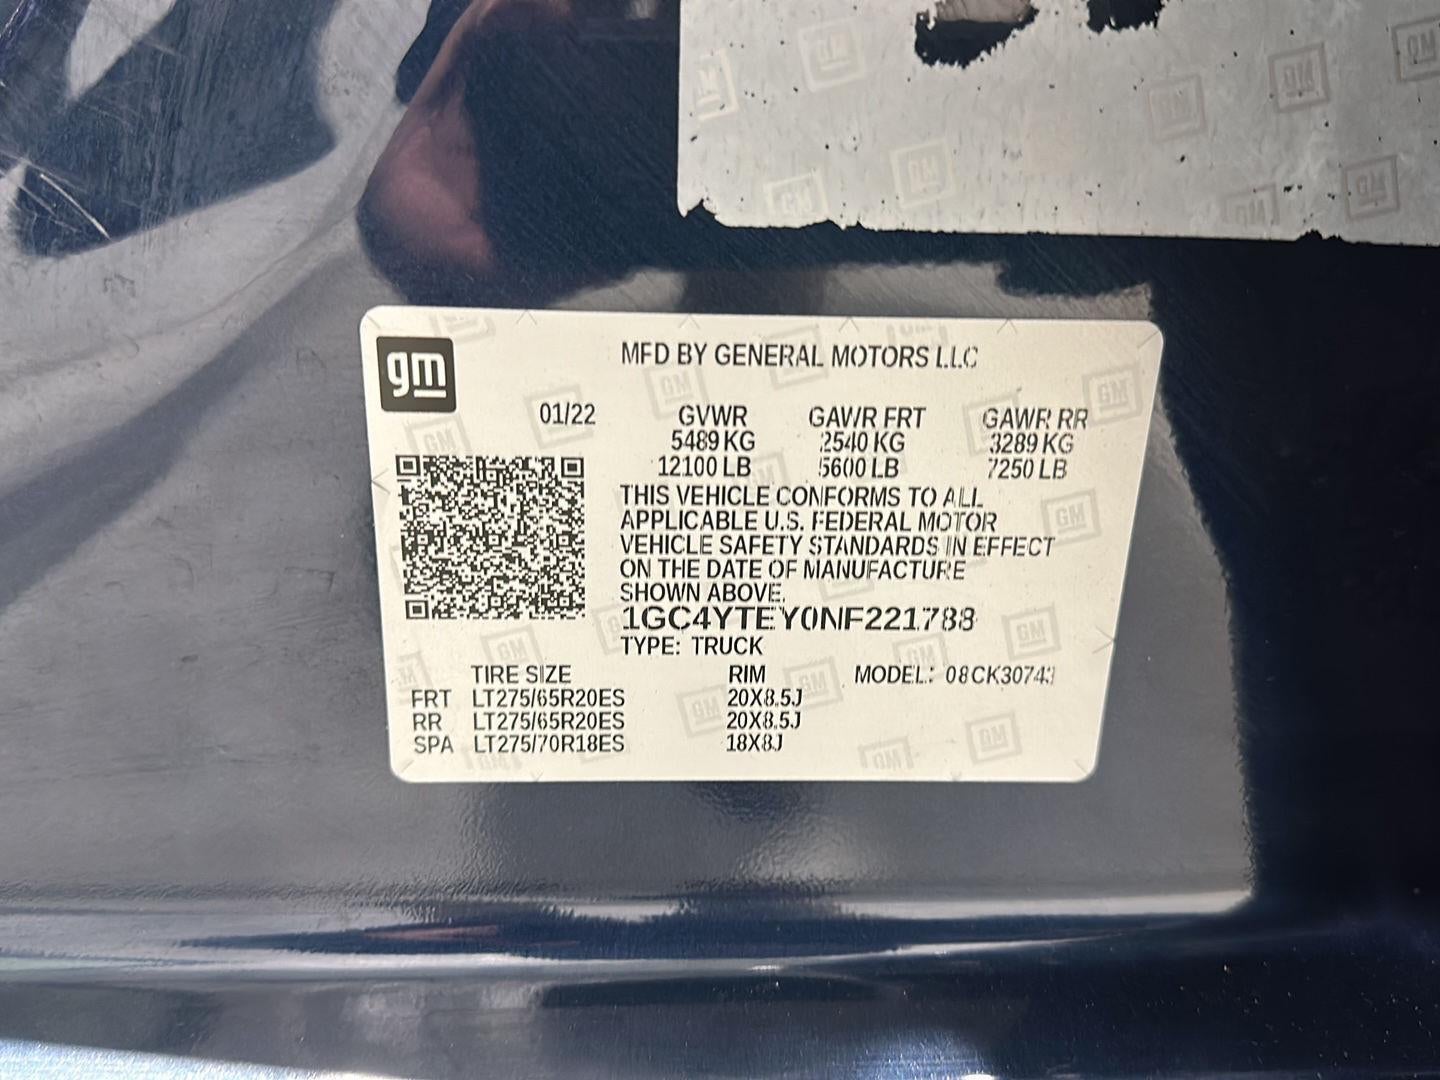 gm
MFD BY GENERAL MOTORS LLC
01/22 GVWR GAWR FRT GAWR RR
5489 KG 2540 KG 3289 KG
12100 LB 5600 LB 7250 LB
THIS VEHICLE CONFORMS TO ALL
APPLICABLE U.S. FEDERAL MOTOR
VEHICLE SAFETY STANDARDS IN EFFECT
ON THE DATE OF MANUFACTURE
SHOWN ABOVE.
1GC4YTEY0NF221788
TYPE: TRUCK
TIRE SIZE RIM MODEL: 08CK30743
FRT LT275/65R20ES 20X8.5J
RR LT275/65R20ES 20X8.5J
SPA LT275/70R18ES 18X8J